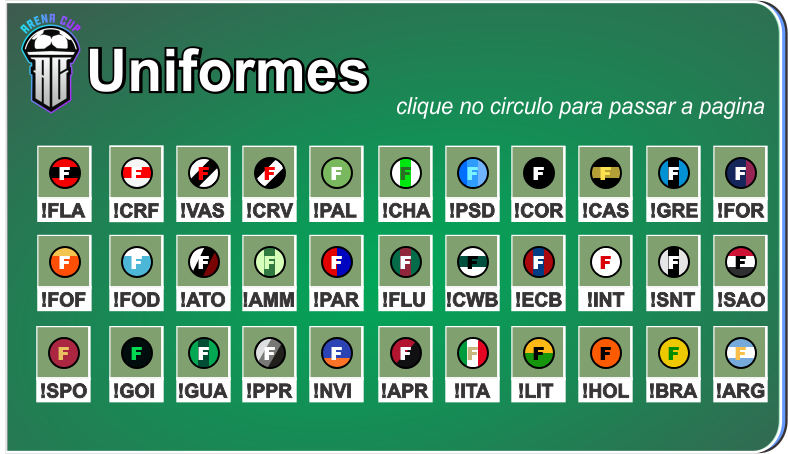 ARENA CUP
Uniformes
clique no circulo para passar a pagina
F F F F F F F F F F F
!FLA !CRF !VAS !CRV !PAL !CHA !PSD !COR !CAS !GRE !FOR
F F F F F F F F F F F
!FOF !FOD !ATO !AMM !PAR !FLU !CWB !ECB !INT !SNT !SAO
F F F F F F F F F F F
!SPO !GOI !GUA !PPR !NVI !APR !ITA !LIT !HOL !BRA !ARG